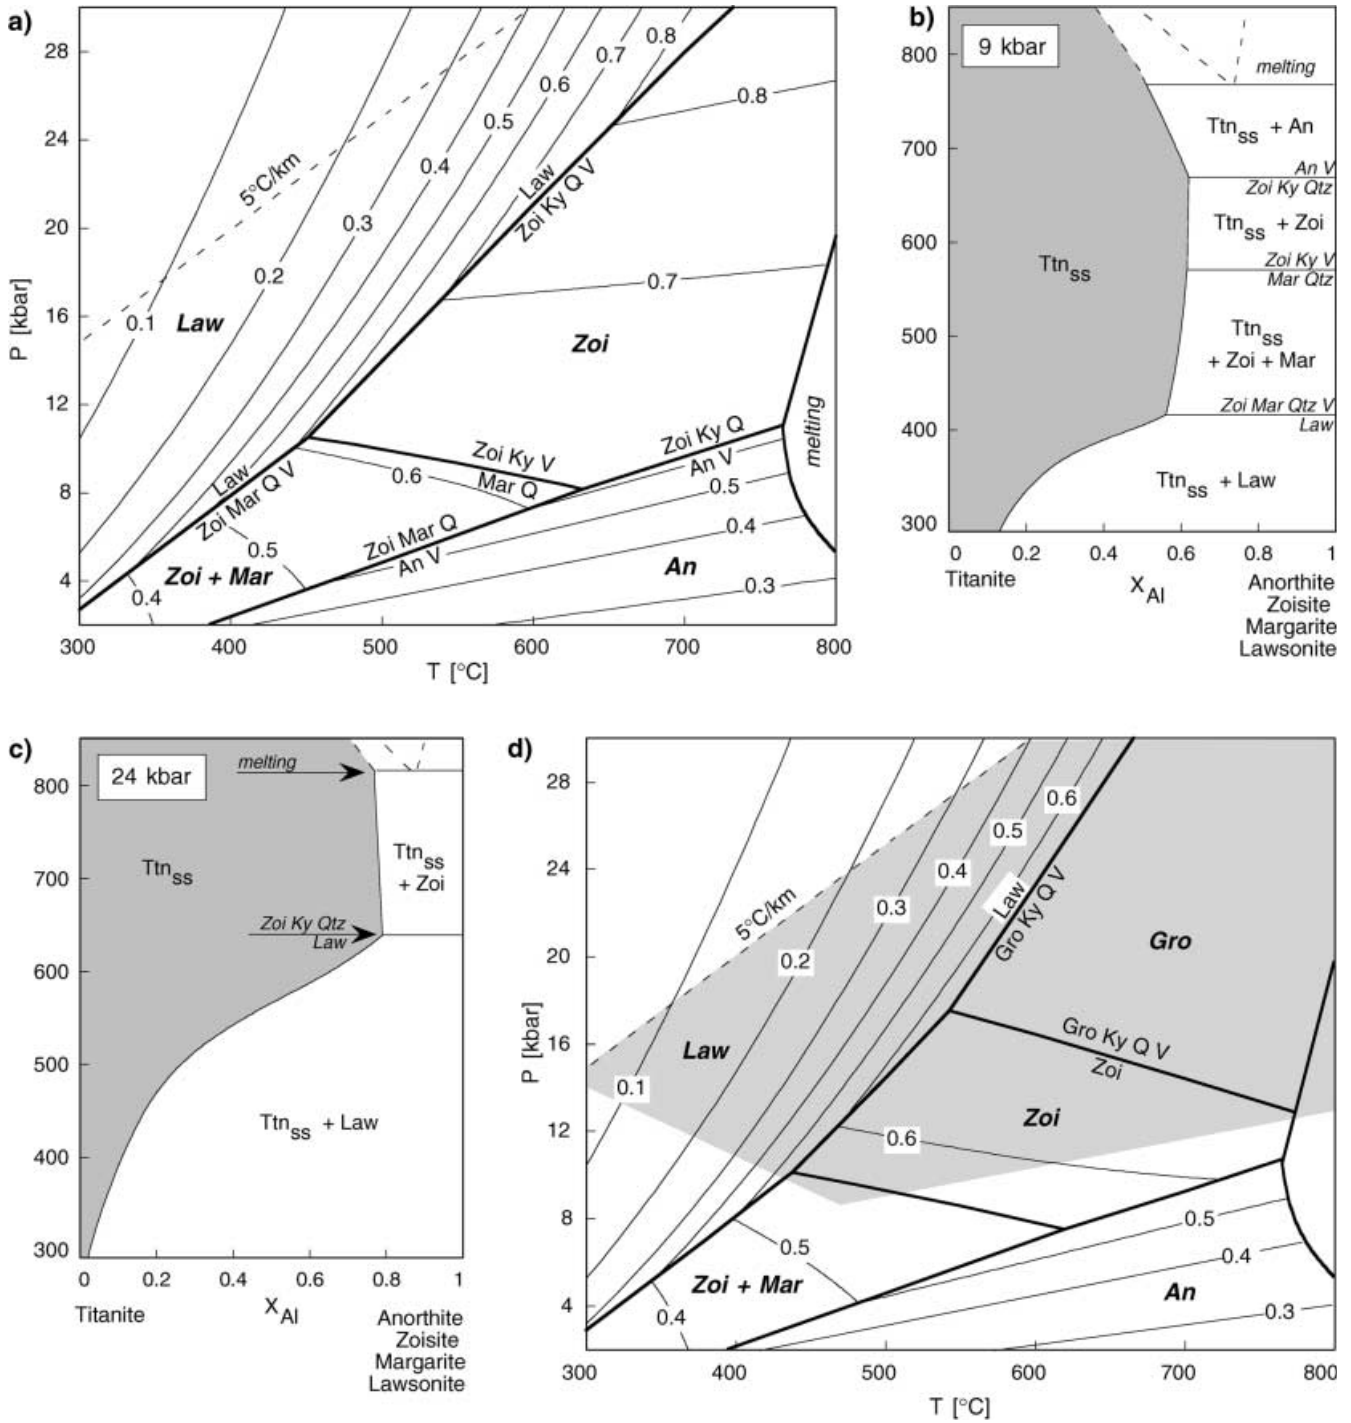 a)
28
24
20
16
12
8
4
P [kbar]
300
400
500
600
700
800
T [°C]
5°C/km
0.1
0.2
0.3
0.4
0.5
0.6
0.7
0.8
0.8
0.7
Law
Zoi Ky Q V
Law
Zoi
Zoi Ky V
Mar Q
Zoi Ky Q
An V
melting
0.6
0.5
0.4
0.5
0.4
0.3
Law
Zoi Mar Q V
Zoi Mar Q
An V
Zoi + Mar
An
b)
9 kbar
800
700
600
500
400
300
melting
Ttnss + An
An V
Zoi Ky Qtz
Ttnss + Zoi
Zoi Ky V
Mar Qtz
Ttnss
Ttnss
+ Zoi + Mar
Zoi Mar Qtz V
Law
Ttnss + Law
0
0.2
0.4
0.6
0.8
1
Titanite
XAl
Anorthite
Zoisite
Margarite
Lawsonite
c)
24 kbar
800
700
600
500
400
300
melting
Ttnss
Ttnss
+ Zoi
Zoi Ky Qtz
Law
Ttnss + Law
0
0.2
0.4
0.6
0.8
1
Titanite
XAl
Anorthite
Zoisite
Margarite
Lawsonite
d)
28
24
20
16
12
8
4
P [kbar]
300
400
500
600
700
800
T [°C]
5°C/km
0.1
0.2
0.3
0.4
0.5
0.6
Law
Gro Ky Q V
Gro
Law
Gro Ky Q V
Zoi
Zoi
0.6
0.5
0.4
0.5
0.4
0.3
Zoi + Mar
An